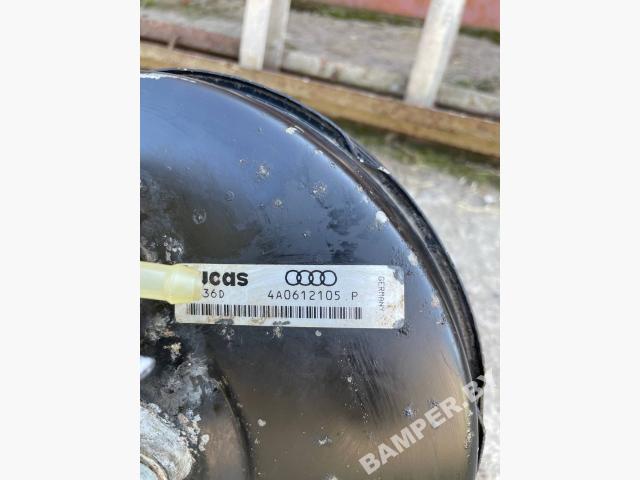 ucas
36D 4A0612105 P
GERMANY
BAMPER.BY